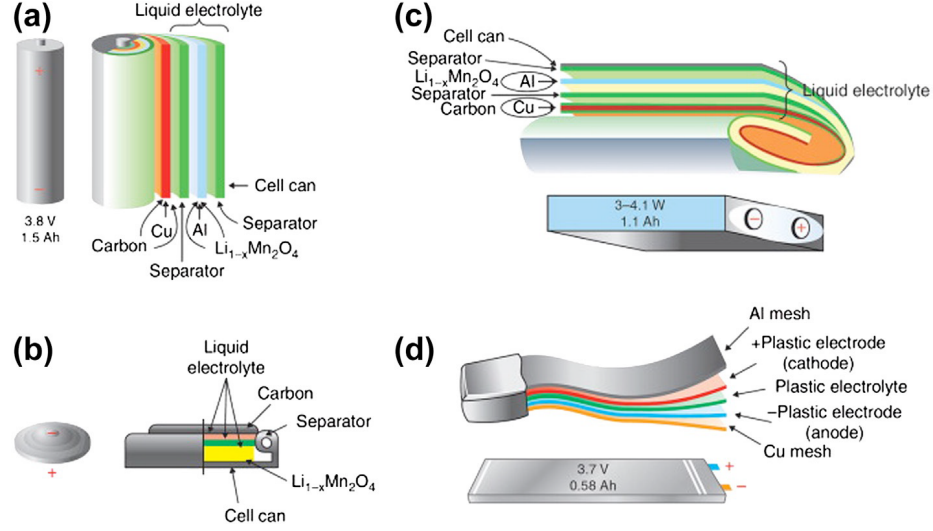 (a)
Liquid electrolyte
+
−
3.8 V
1.5 Ah
Cell can
Separator
Li1−xMn2O4
Al
Cu
Carbon
Separator
(b)
−
+
Liquid
electrolyte
Carbon
Separator
Li1−xMn2O4
Cell can
(c)
Cell can
Separator
Li1−xMn2O4 Al
Separator
Carbon Cu
Liquid electrolyte
3–4.1 W
1.1 Ah
− +
(d)
Al mesh
+Plastic electrode
(cathode)
Plastic electrolyte
−Plastic electrode
(anode)
Cu mesh
3.7 V
0.58 Ah
+
−